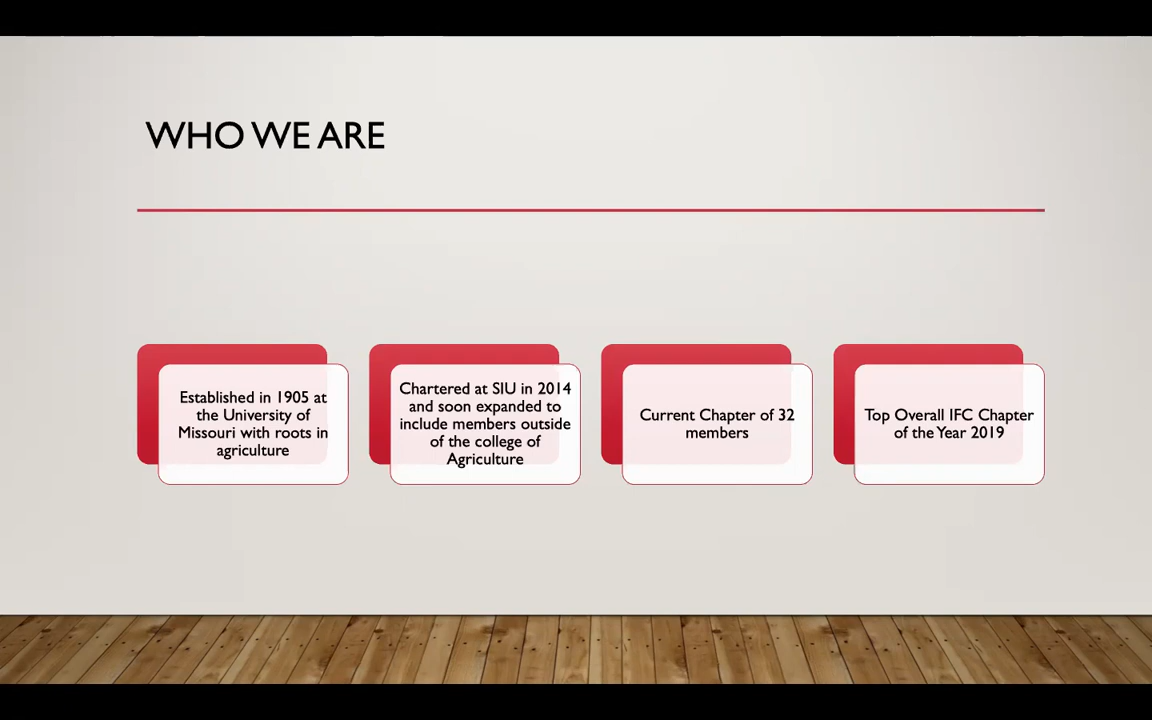 WHO WE ARE
Established in 1905 at
the University of
Missouri with roots in
agriculture
Chartered at SIU in 2014
and soon expanded to
include members outside
of the college of
Agriculture
Current Chapter of 32
members
Top Overall IFC Chapter
of the Year 2019